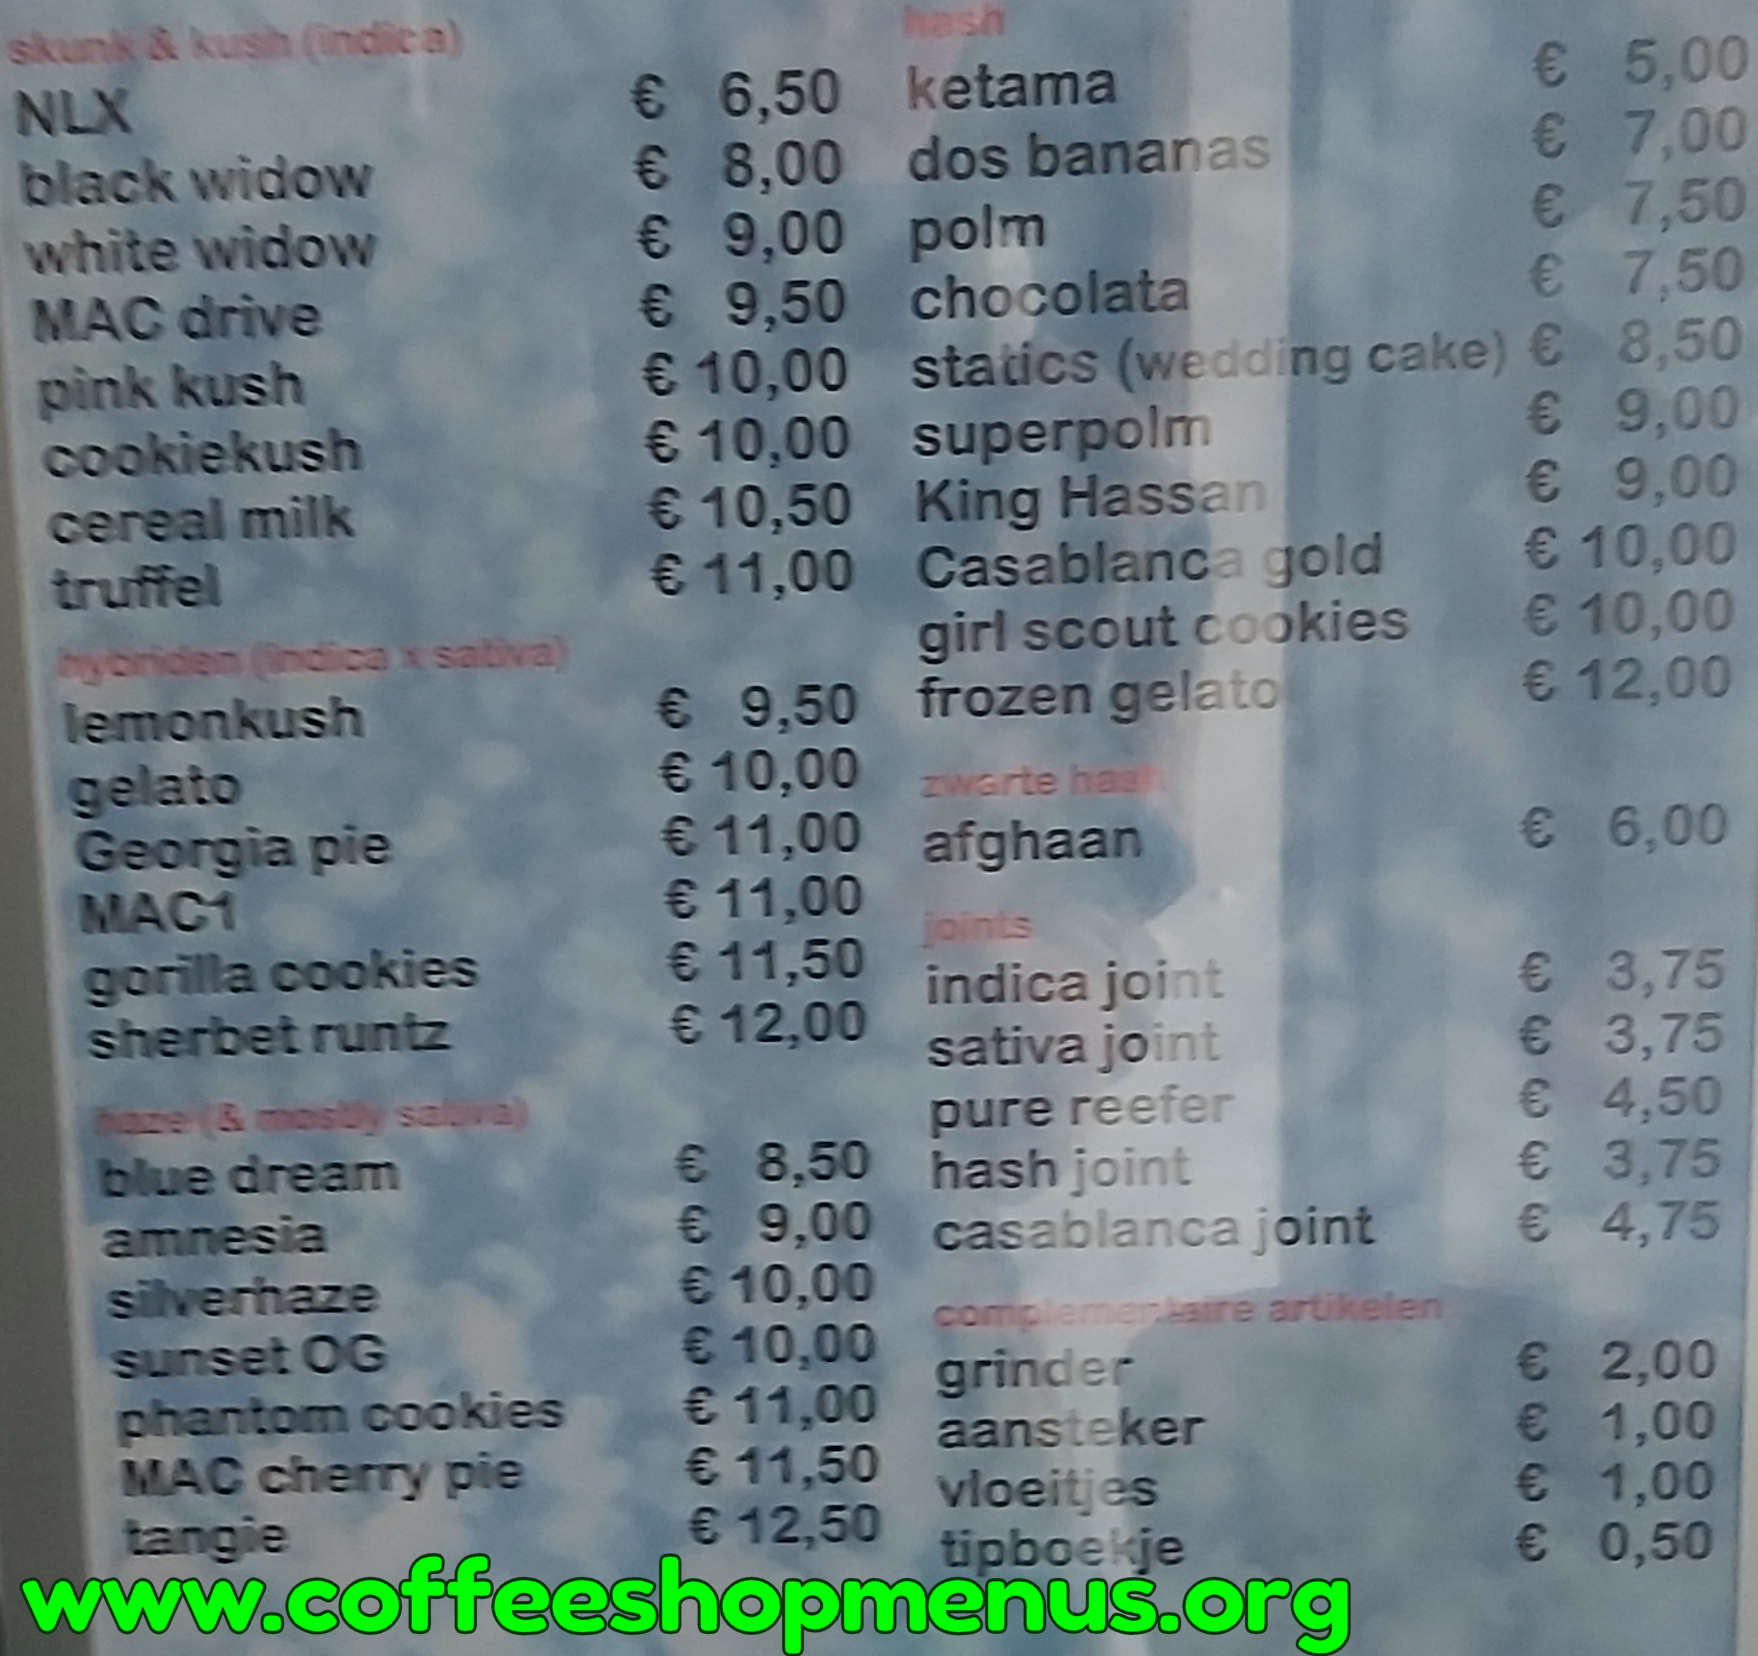 skunk & kush (indica)
NLX € 6,50
black widow € 8,00
white widow € 9,00
MAC drive € 9,50
pink kush € 10,00
cookiekush € 10,00
cereal milk € 10,50
truffel € 11,00
hybriden (indica x sativa)
lemonkush € 9,50
gelato € 10,00
Georgia pie € 11,00
MAC1 € 11,00
gorilla cookies € 11,50
sherbet runtz € 12,00
haze (& mostly sativa)
blue dream € 8,50
amnesia € 9,00
silverhaze € 10,00
sunset OG € 10,00
phantom cookies € 11,00
MAC cherry pie € 11,50
tangie € 12,50
hash
ketama € 5,00
dos bananas € 7,00
polm € 7,50
chocolata € 7,50
statics (wedding cake) € 8,50
superpolm € 9,00
King Hassan € 9,00
Casablanca gold € 10,00
girl scout cookies € 10,00
frozen gelato € 12,00
zwarte hash
afghaan € 6,00
joints
indica joint € 3,75
sativa joint € 3,75
pure reefer € 4,50
hash joint € 3,75
casablanca joint € 4,75
complementaire artikelen
grinder € 2,00
aansteker € 1,00
vloeitjes € 1,00
tipboekje € 0,50
www.coffeeshopmenus.org